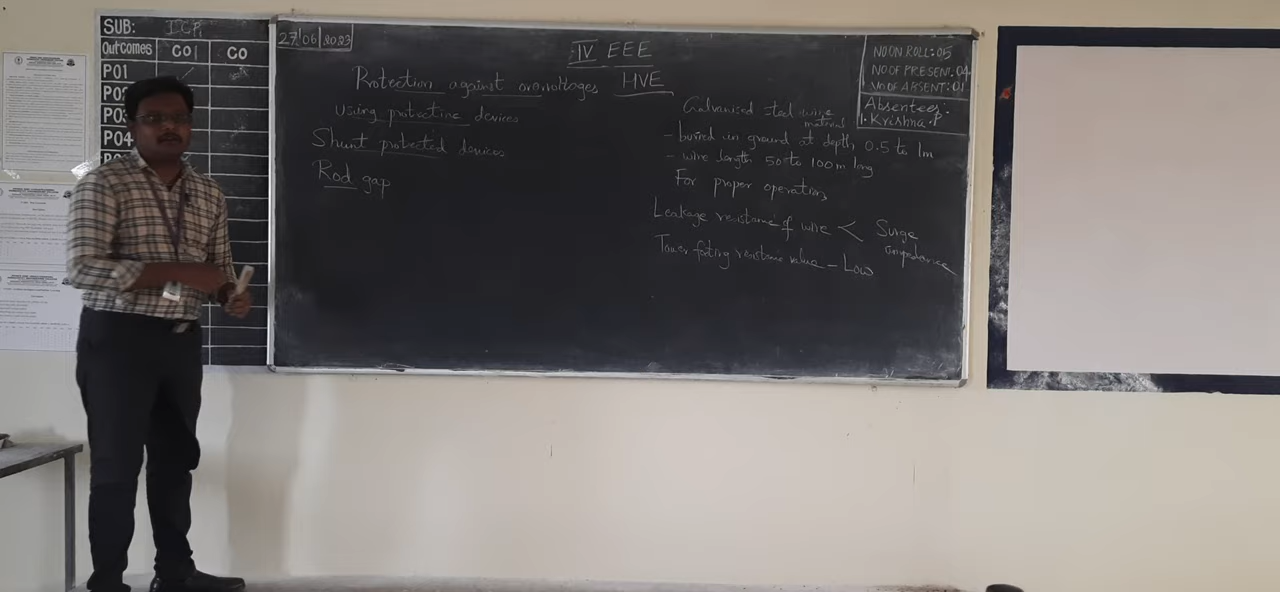 SUB:
Outcomes CO CO
PO1
PO3
PO4
27/06/2023
IV EEE
HVE
Protection against overvoltages
Using protective devices
Shunt protected devices
Rod gap
NO ON ROLL: 05
NO OF PRESENT: 04
NO OF ABSENT: 01
Absentees:
1. Krishna.P
Galvanised steel wire
material
- buried in ground at depth 0.5 to 1m
- wire length 50 to 100m long
For proper operation,
Leakage resistance of wire < Surge
impedance
Tower footing resistance value - Low